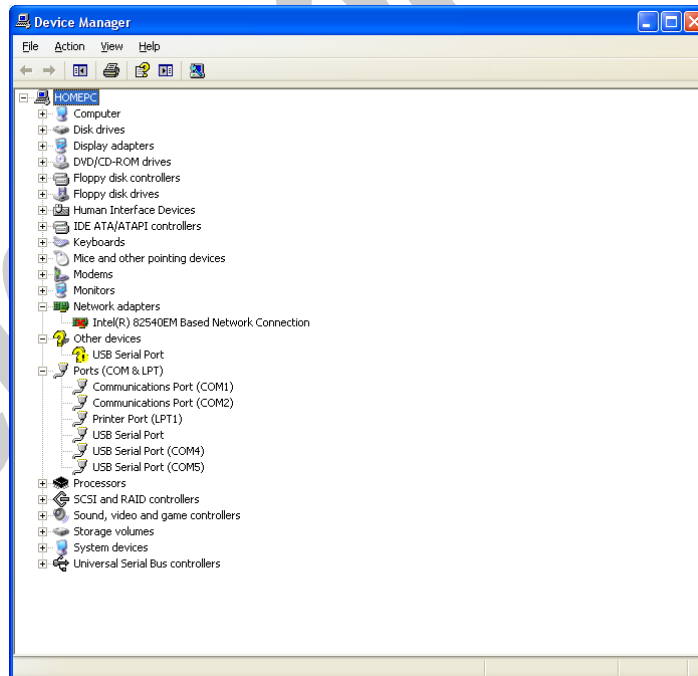 Device Manager
File Action View Help
HOMEPC
Computer
Disk drives
Display adapters
DVD/CD-ROM drives
Floppy disk controllers
Floppy disk drives
Human Interface Devices
IDE ATA/ATAPI controllers
Keyboards
Mice and other pointing devices
Modems
Monitors
Network adapters
Intel(R) 82540EM Based Network Connection
Other devices
USB Serial Port
Ports (COM & LPT)
Communications Port (COM1)
Communications Port (COM2)
Printer Port (LPT1)
USB Serial Port
USB Serial Port (COM4)
USB Serial Port (COM5)
Processors
SCSI and RAID controllers
Sound, video and game controllers
Storage volumes
System devices
Universal Serial Bus controllers